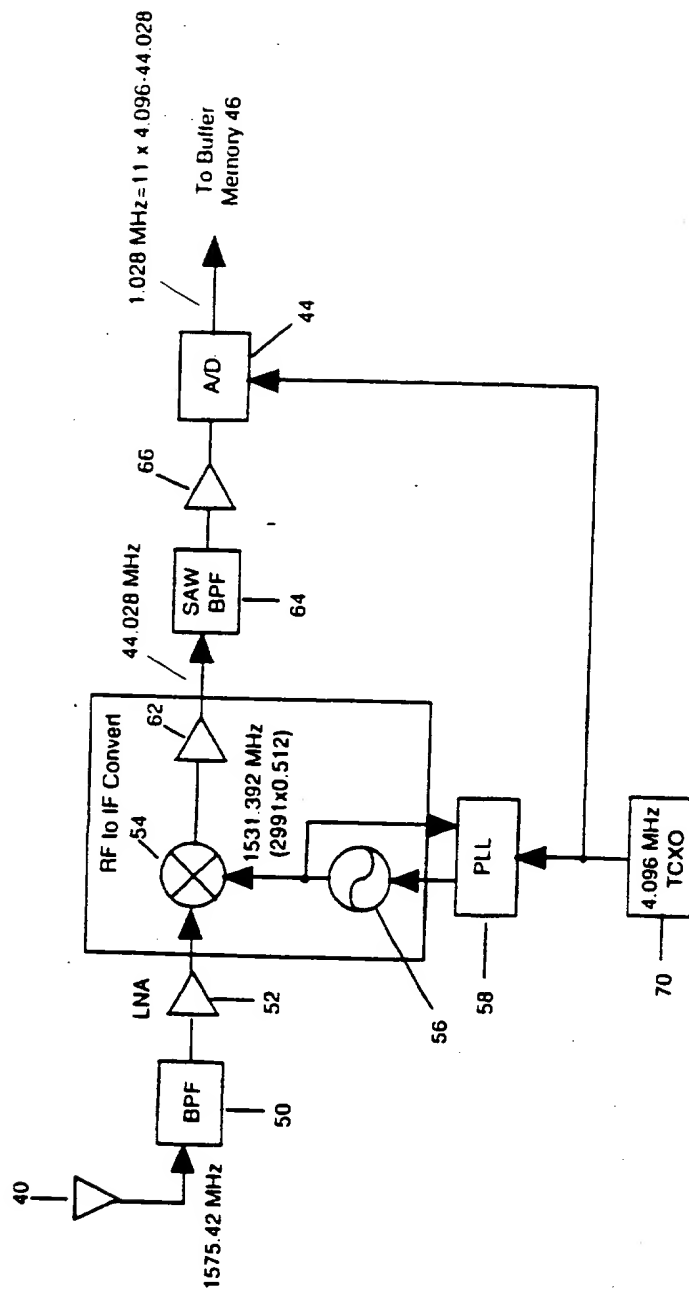 40
1575.42 MHz
BPF
50
LNA
52
RF to IF Convert
54
1531.392 MHz
(2991x0.512)
62
56
PLL
58
4.096 MHz
TCXO
70
44.028 MHz
SAW
BPF
64
66
A/D
44
1.028 MHz=11 x 4.096-44.028
To Buffer
Memory 46